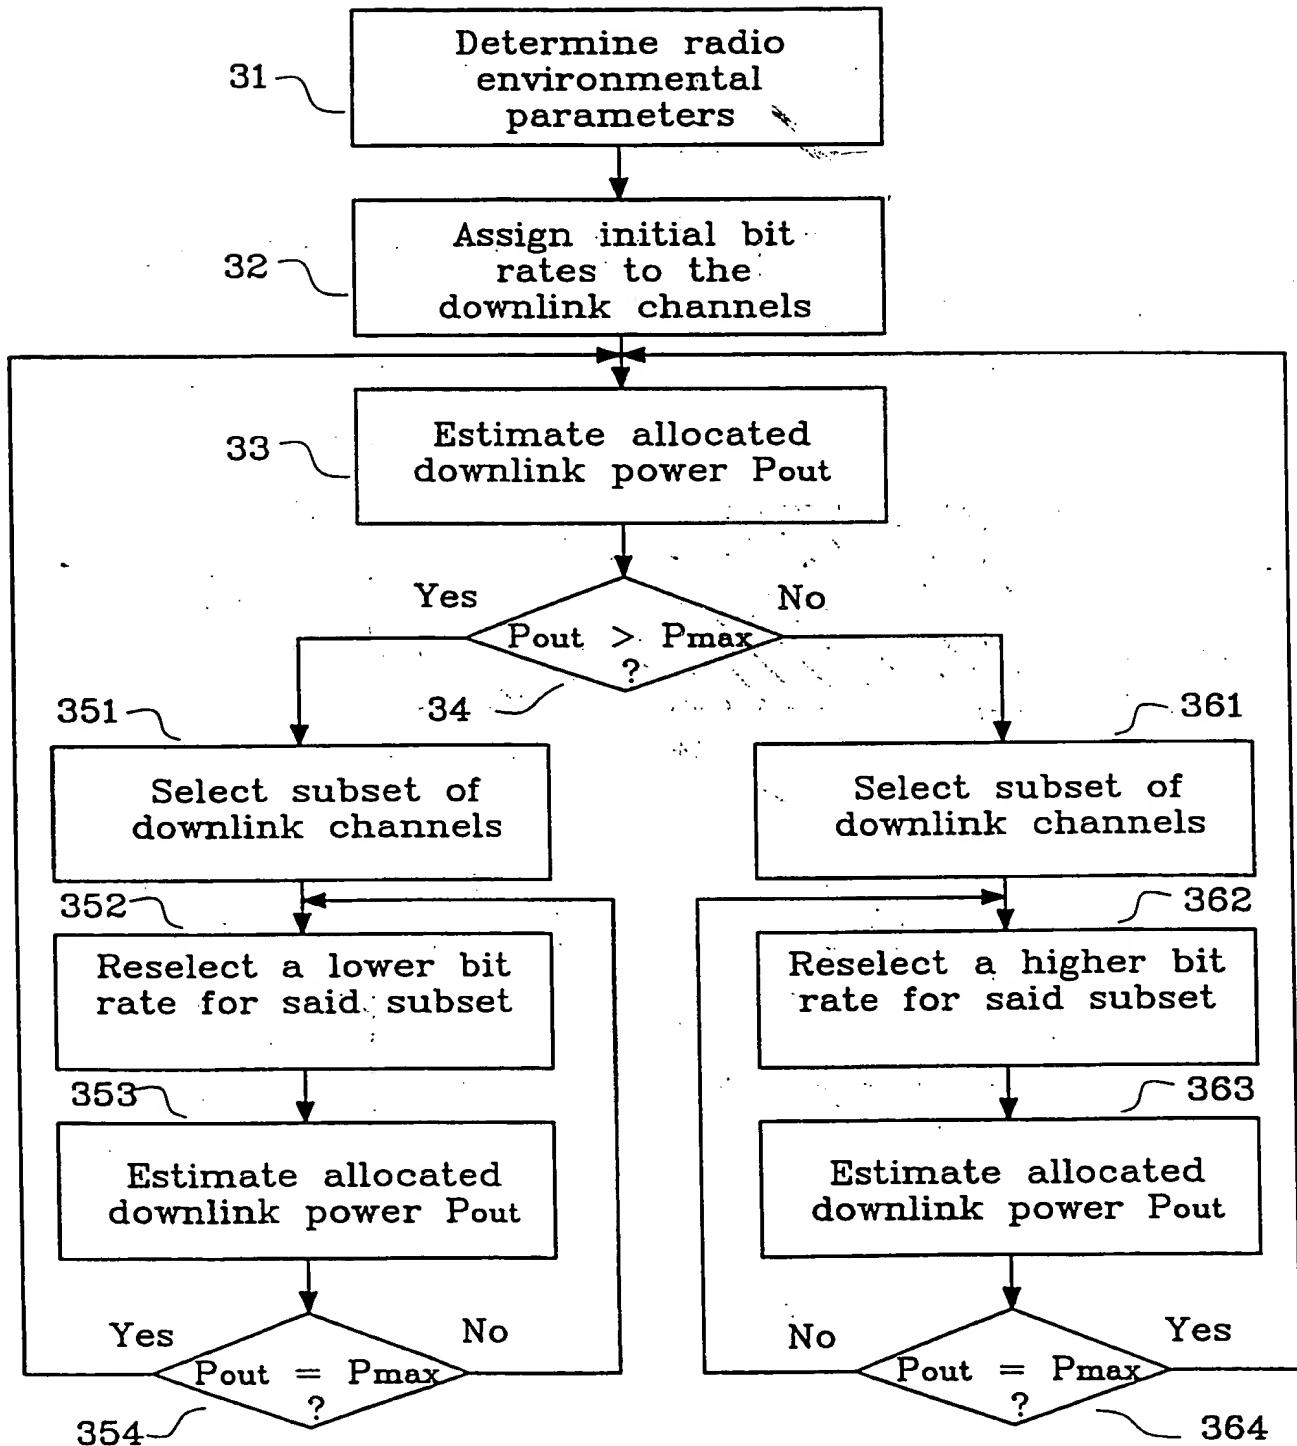 Determine radio
environmental
parameters
31
Assign initial bit
rates to the
downlink channels
32
Estimate allocated
downlink power Pout
33
Yes
No
Pout > Pmax
?
34
351
361
Select subset of
downlink channels
Select subset of
downlink channels
352
362
Reselect a lower bit
rate for said subset
Reselect a higher bit
rate for said subset
353
363
Estimate allocated
downlink power Pout
Estimate allocated
downlink power Pout
Yes
No
No
Yes
Pout = Pmax
?
Pout = Pmax
?
354
364